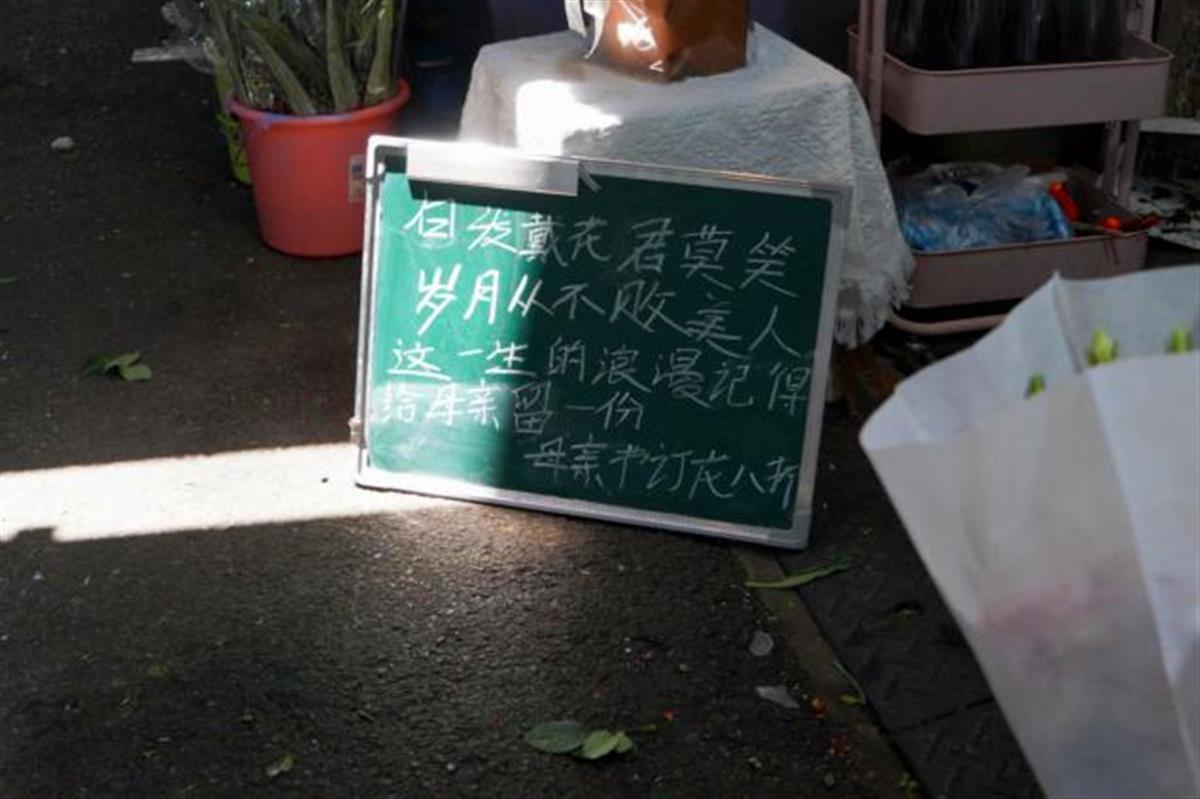 白发戴花君莫笑
岁月从不败美人
这一生的浪漫记得
给母亲留一份
母亲节订花八折